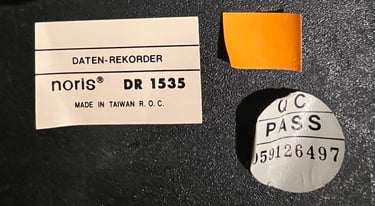 DATEN-REKORDER
noris® DR 1535
MADE IN TAIWAN R.O.C.
QC
PASS
059126497